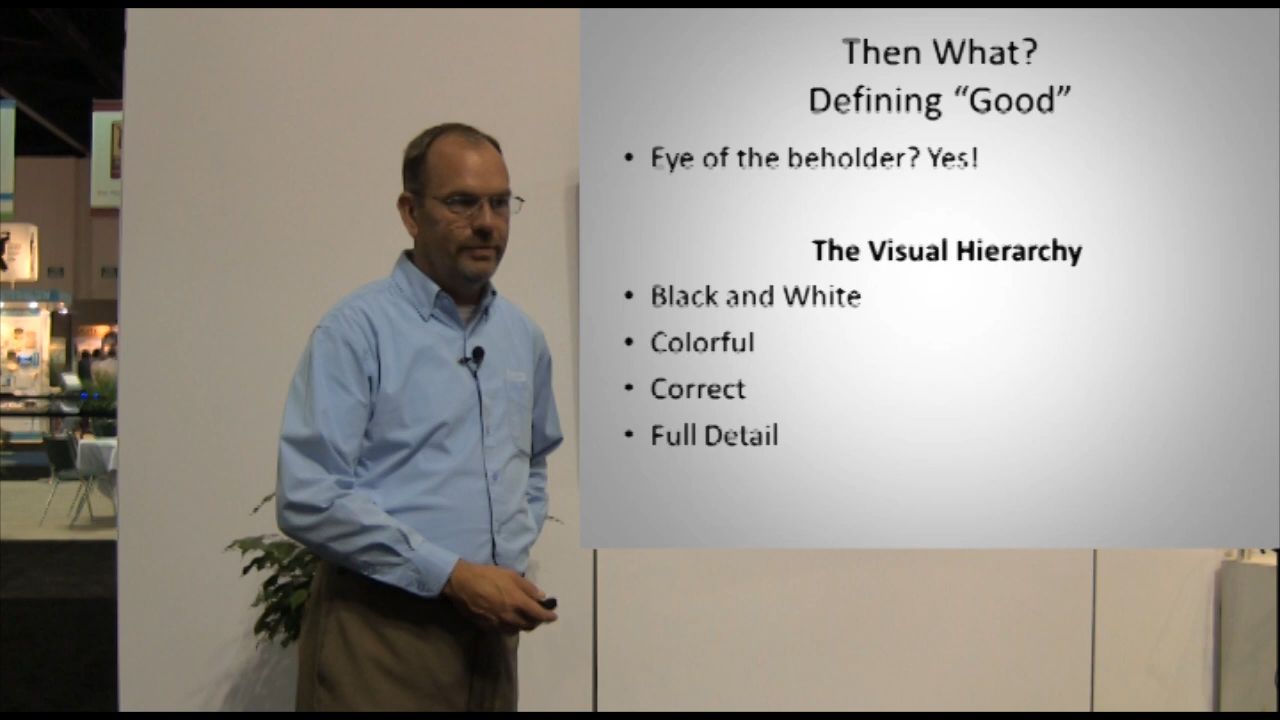 Then What?
Defining “Good”
• Eye of the beholder? Yes!
The Visual Hierarchy
• Black and White
• Colorful
• Correct
• Full Detail